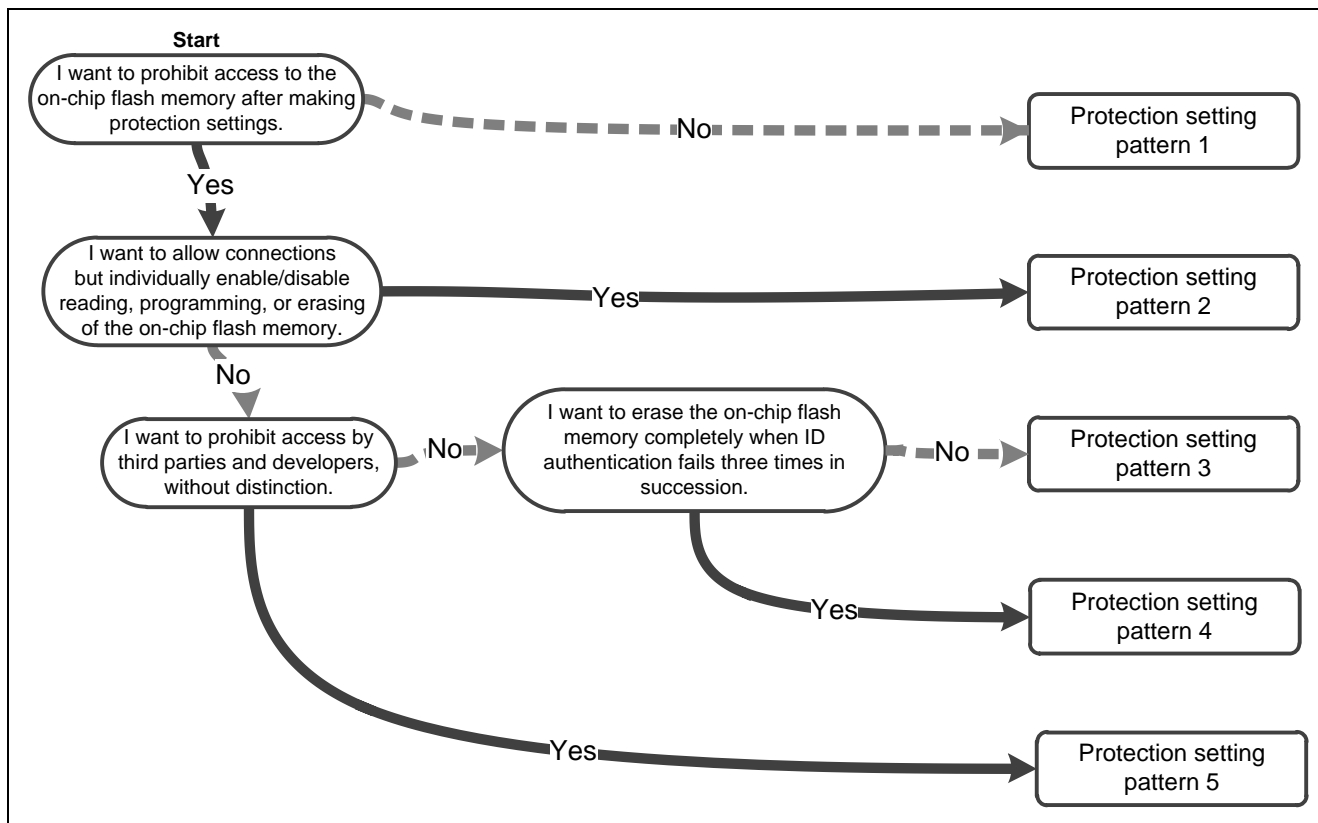 Start
I want to prohibit access to the
on-chip flash memory after making
protection settings.
No
Protection setting
pattern 1
Yes
I want to allow connections
but individually enable/disable
reading, programming, or erasing
of the on-chip flash memory.
Yes
Protection setting
pattern 2
No
I want to prohibit access by
third parties and developers,
without distinction.
No
I want to erase the on-chip flash
memory completely when ID
authentication fails three times in
succession.
No
Protection setting
pattern 3
Yes
Protection setting
pattern 4
Yes
Protection setting
pattern 5